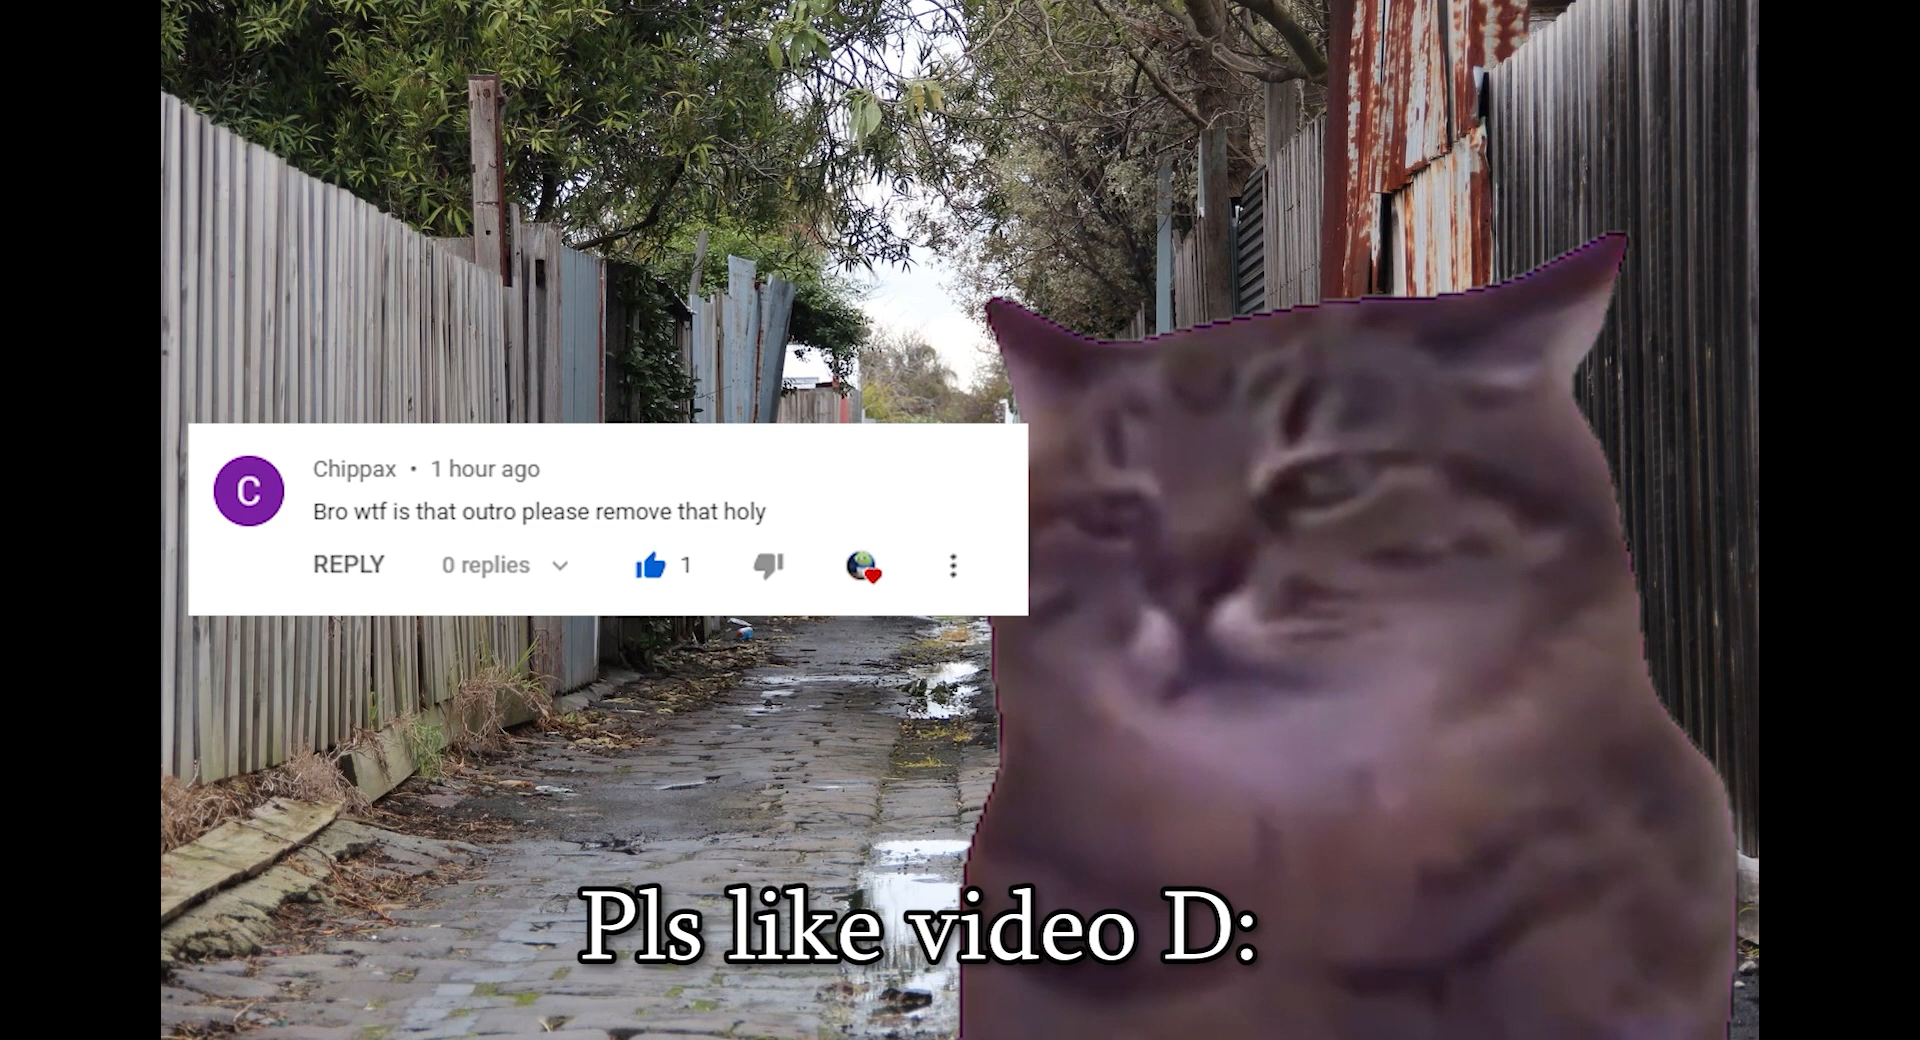 C
Chippax • 1 hour ago
Bro wtf is that outro please remove that holy
REPLY 0 replies 1
Pls like video D: